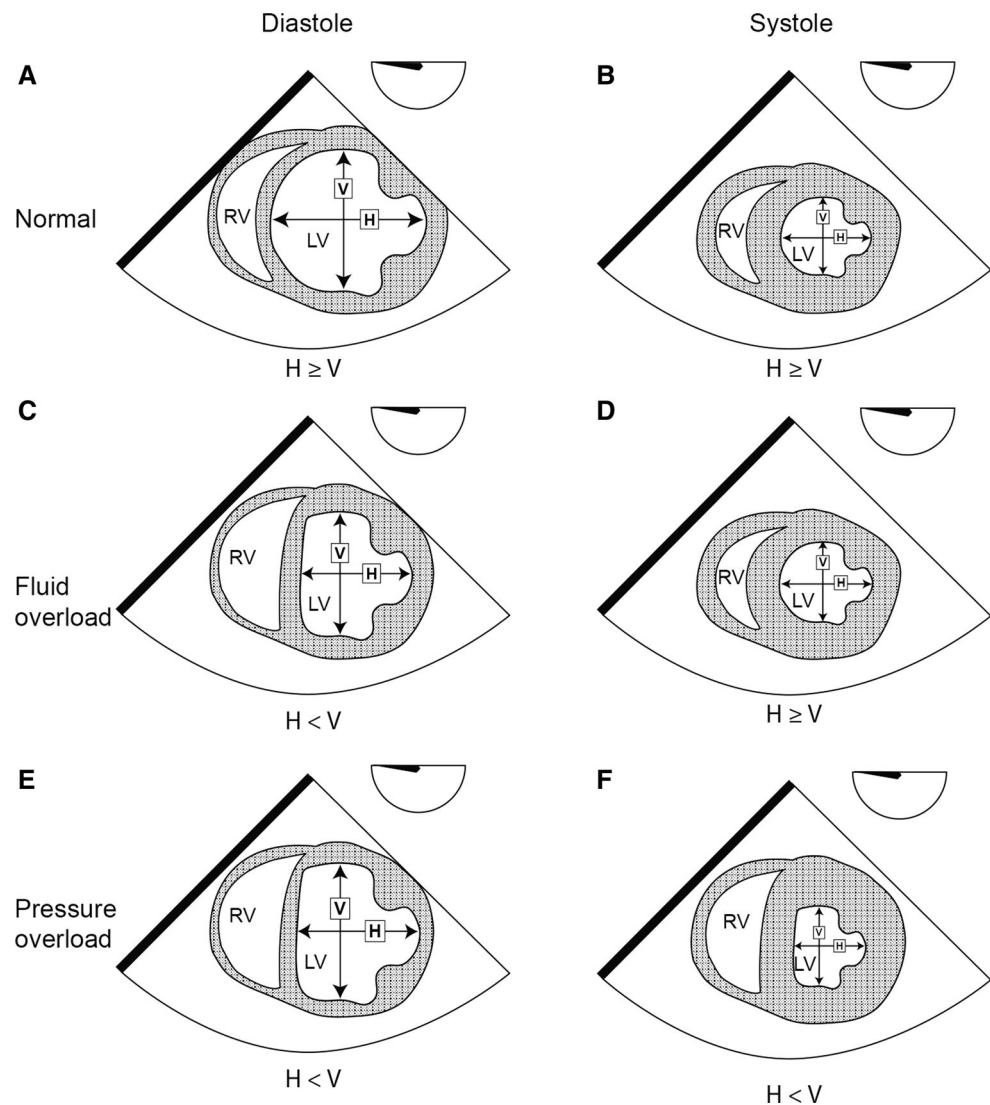 Diastole
Systole
A
B
Normal
RV
V
H
LV
RV
V
H
LV
H ≥ V
H ≥ V
C
D
Fluid
overload
RV
V
H
LV
RV
V
H
LV
H < V
H ≥ V
E
F
Pressure
overload
RV
V
H
LV
RV
V
H
LV
H < V
H < V